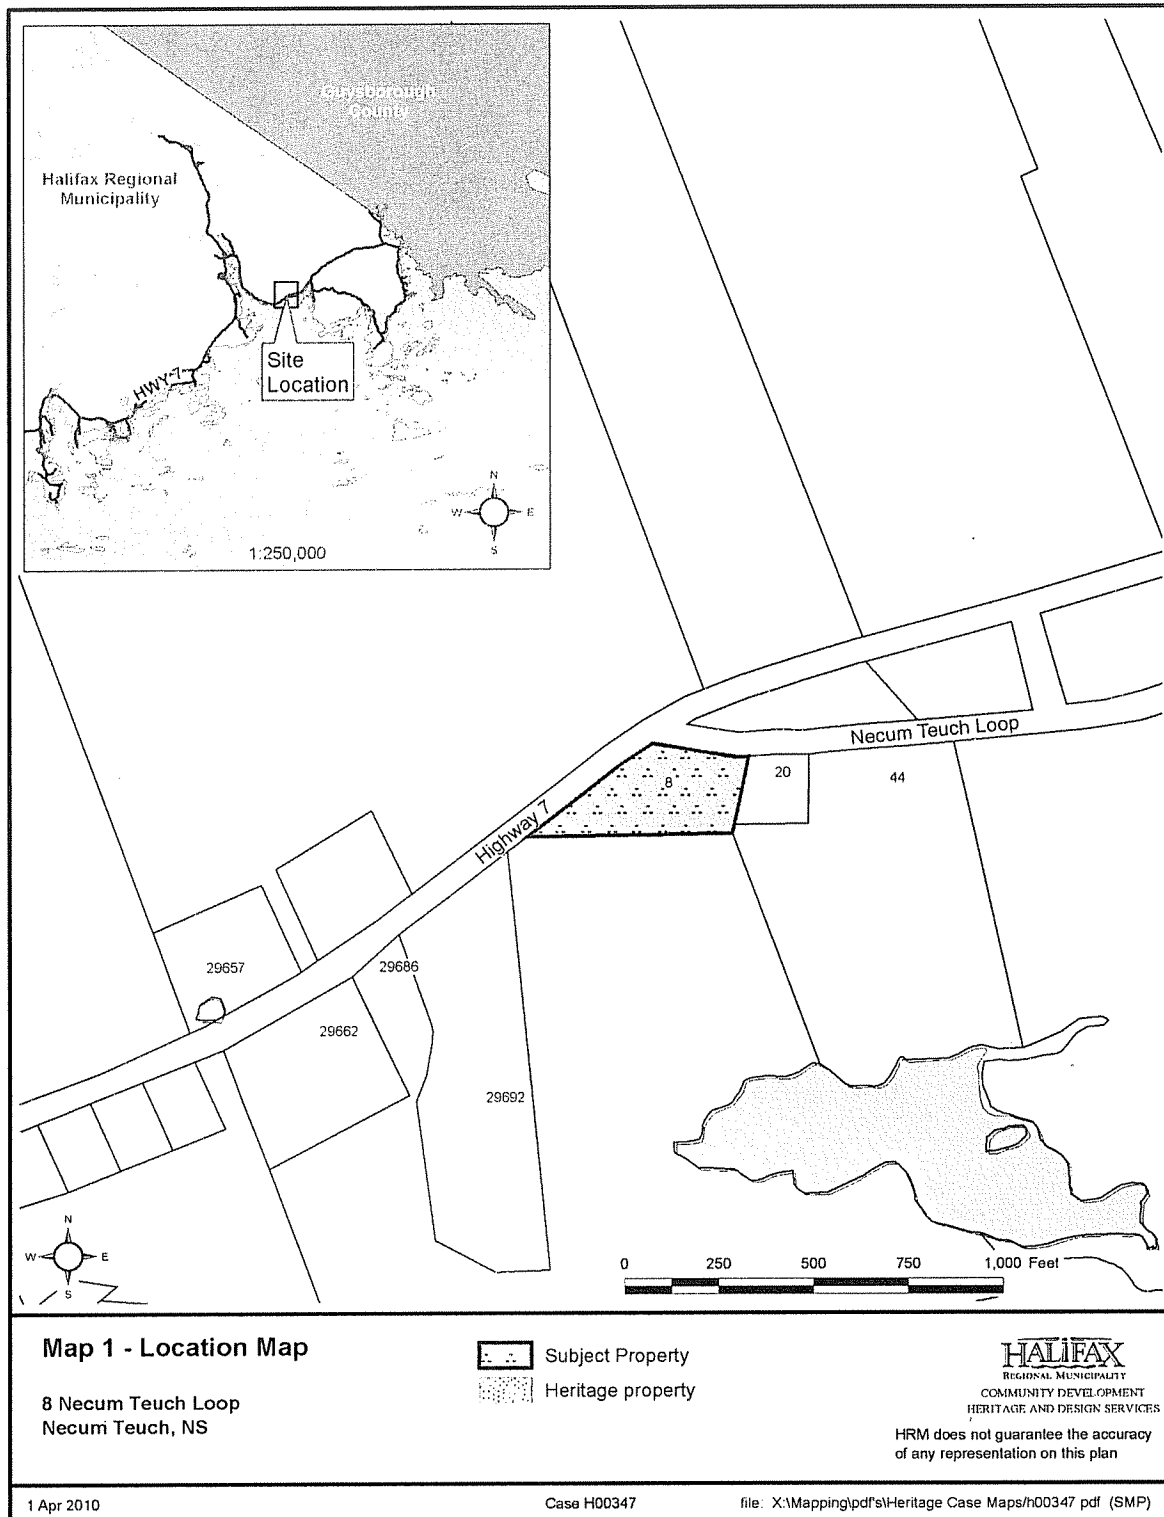 Guysborough
County
Halifax Regional
Municipality
Site
Location
HWY 7
N
W E
S
1:250,000
Necum Teuch Loop
8
20
44
Highway 7
29657
29686
29662
29692
N
W E
S
0 250 500 750 1,000 Feet
Map 1 - Location Map
8 Necum Teuch Loop
Necum Teuch, NS
Subject Property
Heritage property
HALIFAX
REGIONAL MUNICIPALITY
COMMUNITY DEVELOPMENT
HERITAGE AND DESIGN SERVICES
HRM does not guarantee the accuracy
of any representation on this plan
1 Apr 2010
Case H00347
file: X:\Mapping\pdf's\Heritage Case Maps/h00347 pdf (SMP)